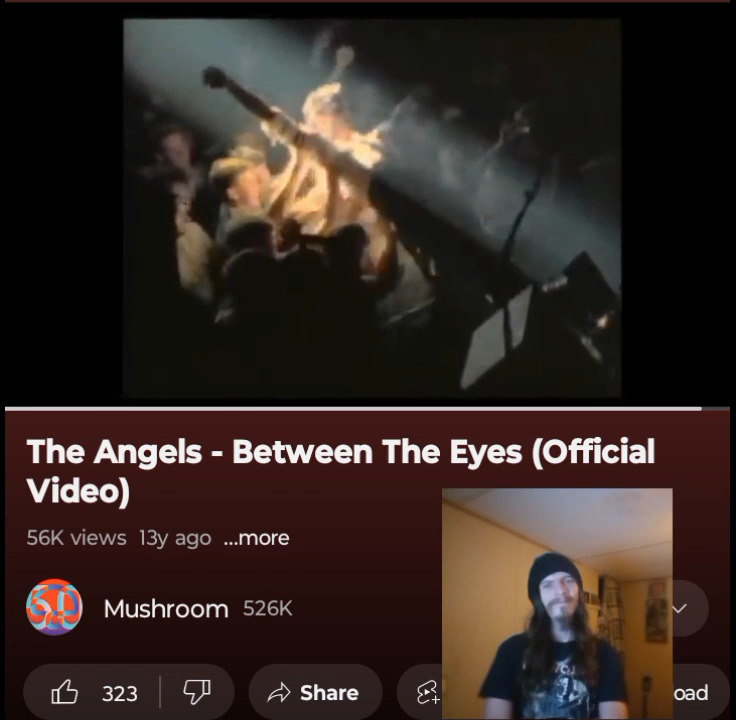 The Angels - Between The Eyes (Official
Video)
56K views 13y ago ...more
Mushroom 526K
323 Share oad